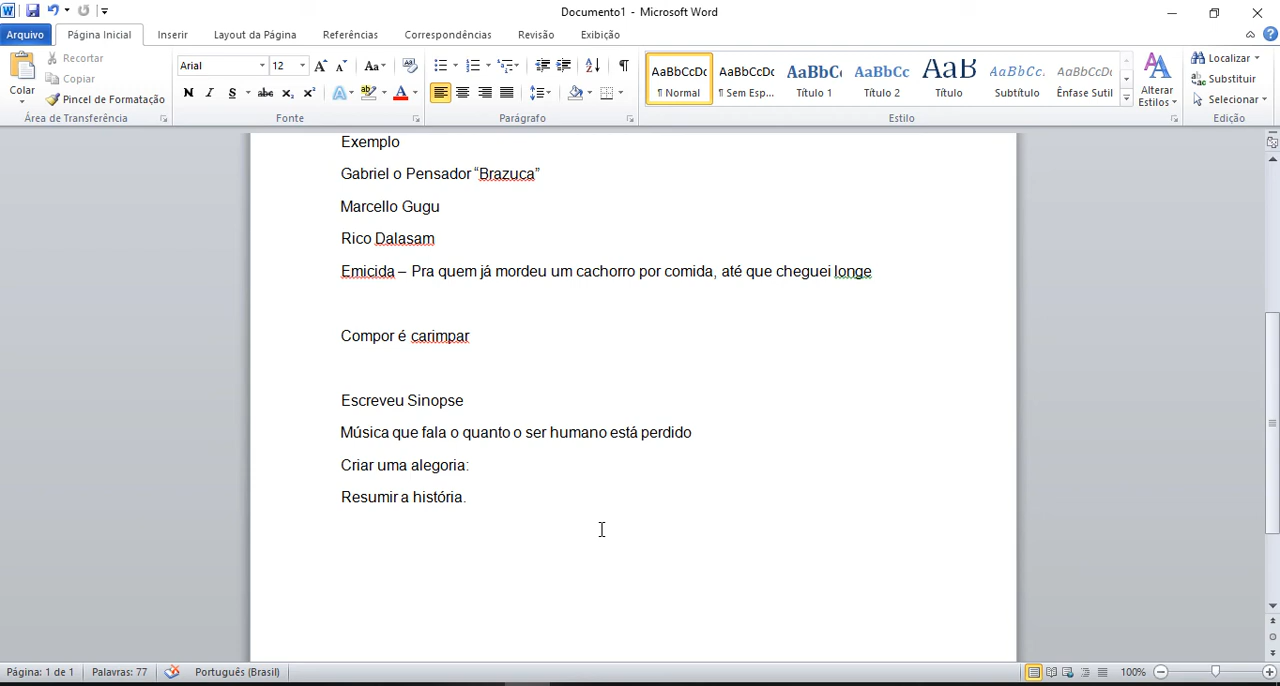 Documento1 - Microsoft Word
Arquivo Página Inicial Inserir Layout da Página Referências Correspondências Revisão Exibição
Colar
Recortar
Copiar
Pincel de Formatação
Área de Transferência
Arial 12
N I S abc x₂ x² Aa A
Fonte
Parágrafo
AaBbCcDc AaBbCcDc AaBbC AaBbCc AaB AaBbCc. AaBbCcDc
¶ Normal ¶ Sem Esp... Título 1 Título 2 Título Subtítulo Ênfase Sutil
Alterar Estilos
Estilo
Localizar
Substituir
Selecionar
Edição
Exemplo
Gabriel o Pensador “Brazuca”
Marcello Gugu
Rico Dalasam
Emicida – Pra quem já mordeu um cachorro por comida, até que cheguei longe
Compor é carimpar
Escreveu Sinopse
Música que fala o quanto o ser humano está perdido
Criar uma alegoria:
Resumir a história.
Página: 1 de 1 Palavras: 77 Português (Brasil) 100%